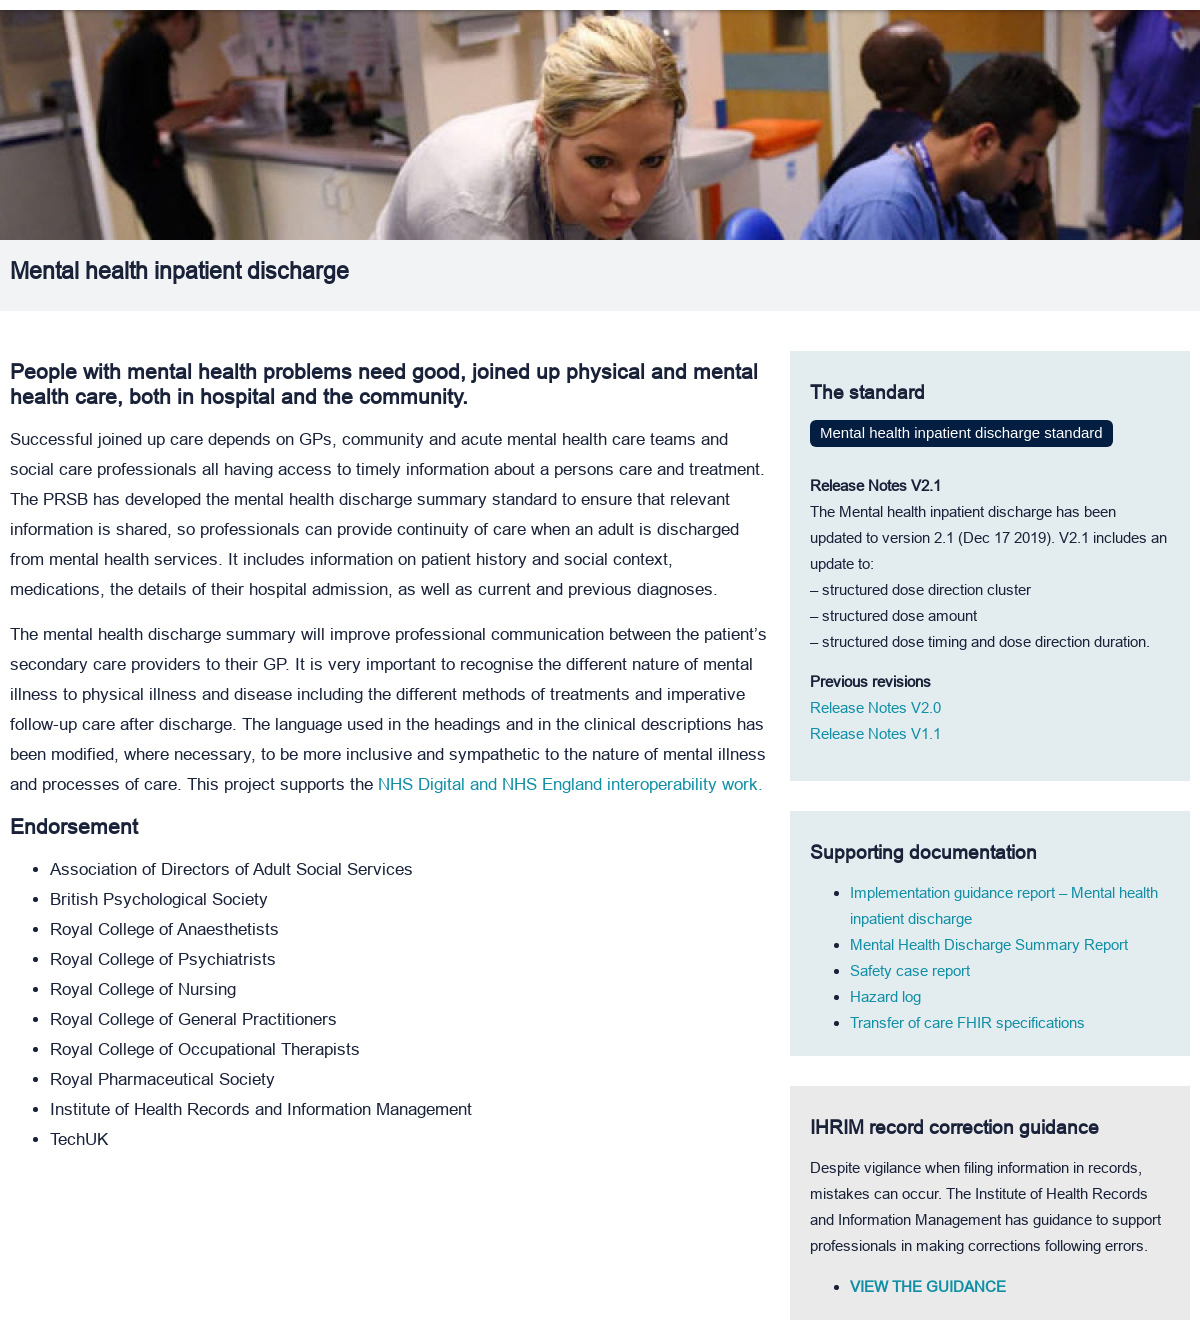 Mental health inpatient discharge
People with mental health problems need good, joined up physical and mental
health care, both in hospital and the community.
Successful joined up care depends on GPs, community and acute mental health care teams and
social care professionals all having access to timely information about a persons care and treatment.
The PRSB has developed the mental health discharge summary standard to ensure that relevant
information is shared, so professionals can provide continuity of care when an adult is discharged
from mental health services. It includes information on patient history and social context,
medications, the details of their hospital admission, as well as current and previous diagnoses.
The mental health discharge summary will improve professional communication between the patient’s
secondary care providers to their GP. It is very important to recognise the different nature of mental
illness to physical illness and disease including the different methods of treatments and imperative
follow-up care after discharge. The language used in the headings and in the clinical descriptions has
been modified, where necessary, to be more inclusive and sympathetic to the nature of mental illness
and processes of care. This project supports the NHS Digital and NHS England interoperability work.
Endorsement
• Association of Directors of Adult Social Services
• British Psychological Society
• Royal College of Anaesthetists
• Royal College of Psychiatrists
• Royal College of Nursing
• Royal College of General Practitioners
• Royal College of Occupational Therapists
• Royal Pharmaceutical Society
• Institute of Health Records and Information Management
• TechUK
The standard
Mental health inpatient discharge standard
Release Notes V2.1
The Mental health inpatient discharge has been
updated to version 2.1 (Dec 17 2019). V2.1 includes an
update to:
– structured dose direction cluster
– structured dose amount
– structured dose timing and dose direction duration.
Previous revisions
Release Notes V2.0
Release Notes V1.1
Supporting documentation
• Implementation guidance report – Mental health
inpatient discharge
• Mental Health Discharge Summary Report
• Safety case report
• Hazard log
• Transfer of care FHIR specifications
IHRIM record correction guidance
Despite vigilance when filing information in records,
mistakes can occur. The Institute of Health Records
and Information Management has guidance to support
professionals in making corrections following errors.
• VIEW THE GUIDANCE